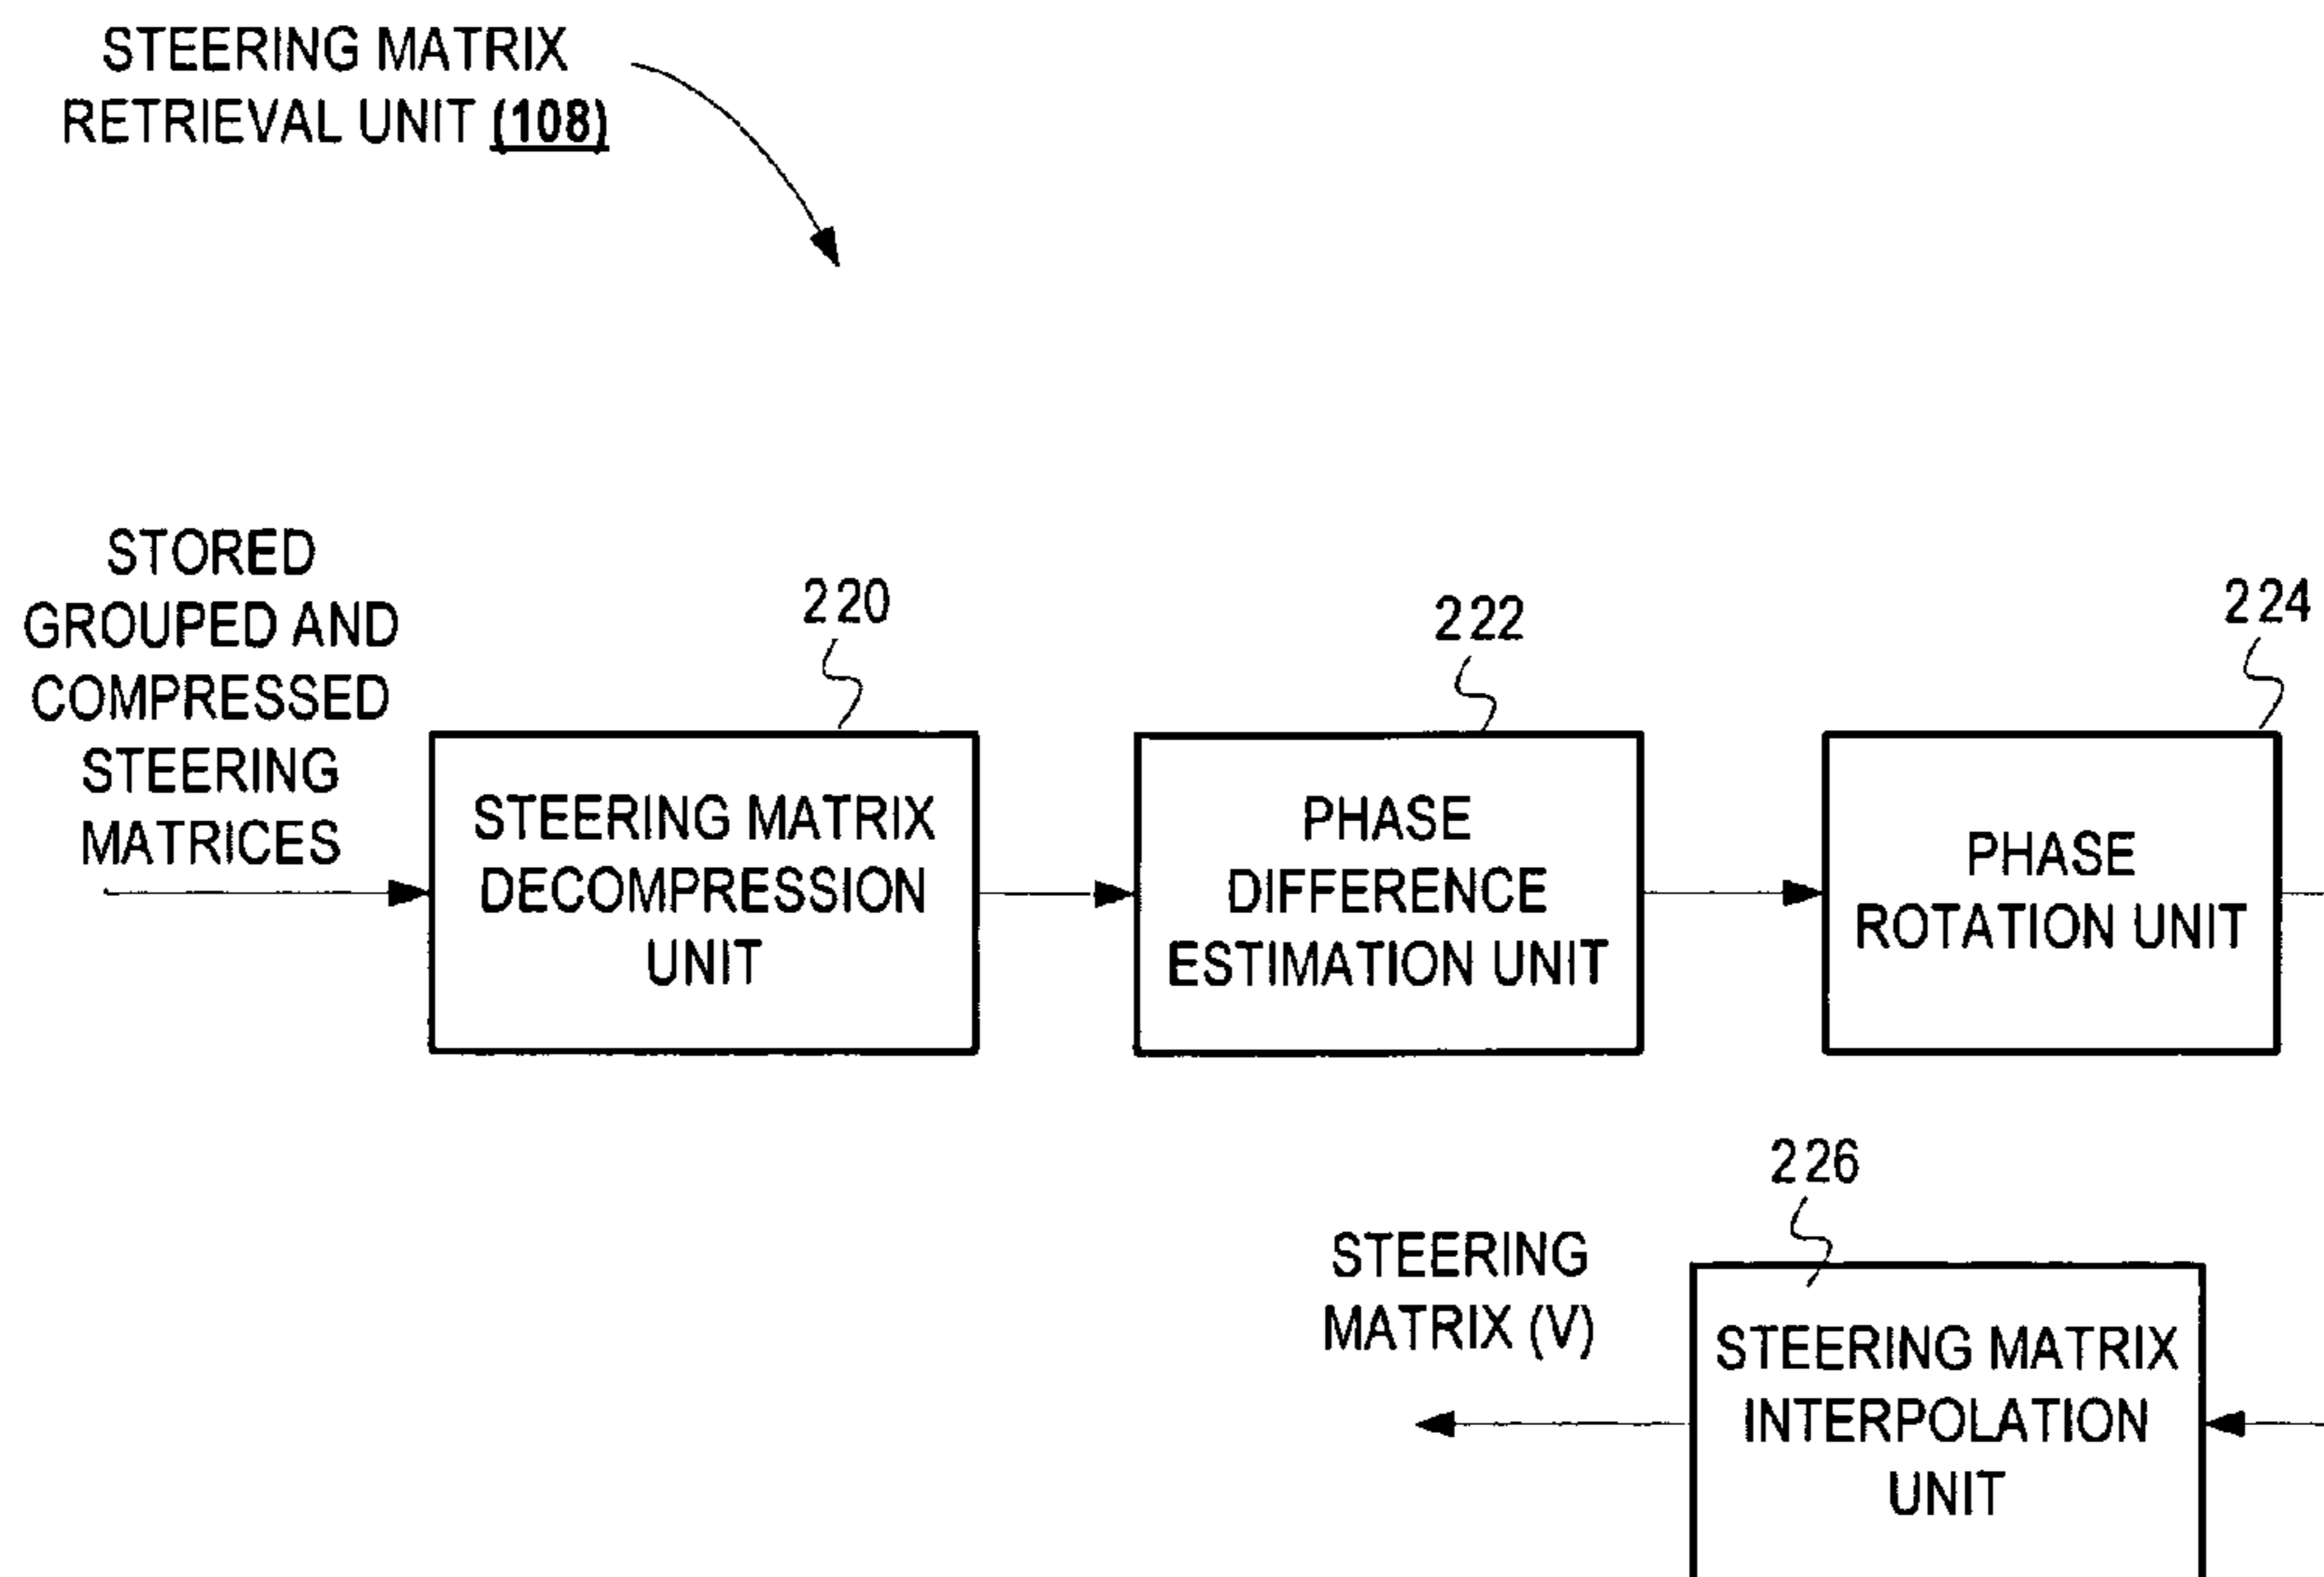 STEERING MATRIX
RETRIEVAL UNIT (108)
STORED
GROUPED AND
COMPRESSED
STEERING
MATRICES
220
STEERING MATRIX
DECOMPRESSION
UNIT
222
PHASE
DIFFERENCE
ESTIMATION UNIT
224
PHASE
ROTATION UNIT
226
STEERING MATRIX
INTERPOLATION
UNIT
STEERING
MATRIX (V)